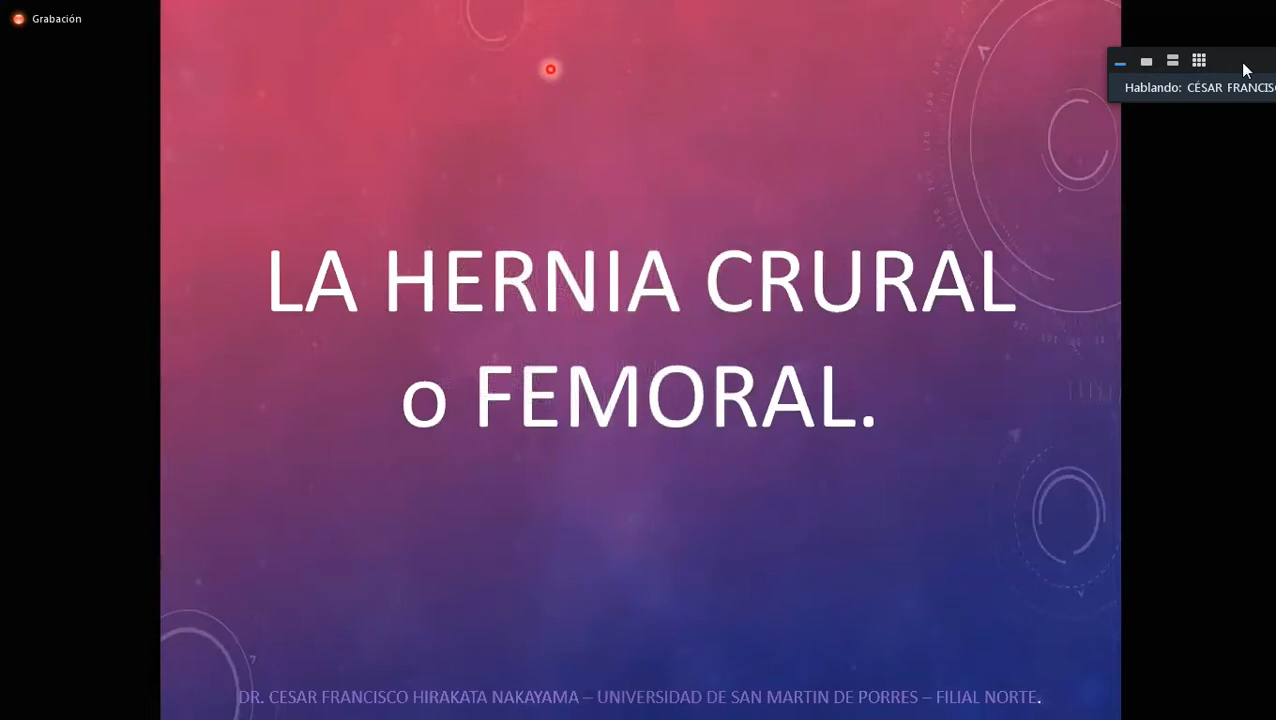 Grabación
Hablando: CÉSAR
LA HERNIA CRURAL
o FEMORAL.
DR. CESAR FRANCISCO HIRAKATA NAKAYAMA – UNIVERSIDAD DE SAN MARTIN DE PORRES – FILIAL NORTE.